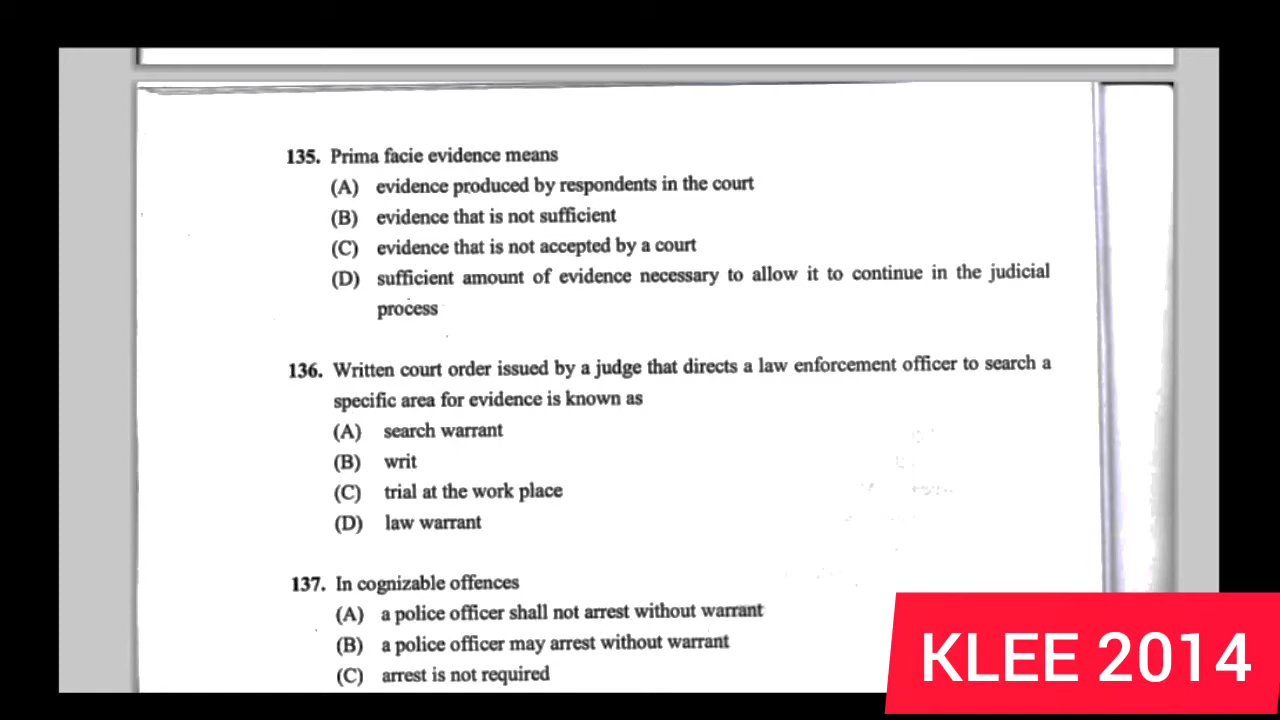 135. Prima facie evidence means
(A) evidence produced by respondents in the court
(B) evidence that is not sufficient
(C) evidence that is not accepted by a court
(D) sufficient amount of evidence necessary to allow it to continue in the judicial
process
136. Written court order issued by a judge that directs a law enforcement officer to search a
specific area for evidence is known as
(A) search warrant
(B) writ
(C) trial at the work place
(D) law warrant
137. In cognizable offences
(A) a police officer shall not arrest without warrant
(B) a police officer may arrest without warrant
(C) arrest is not required
KLEE 2014